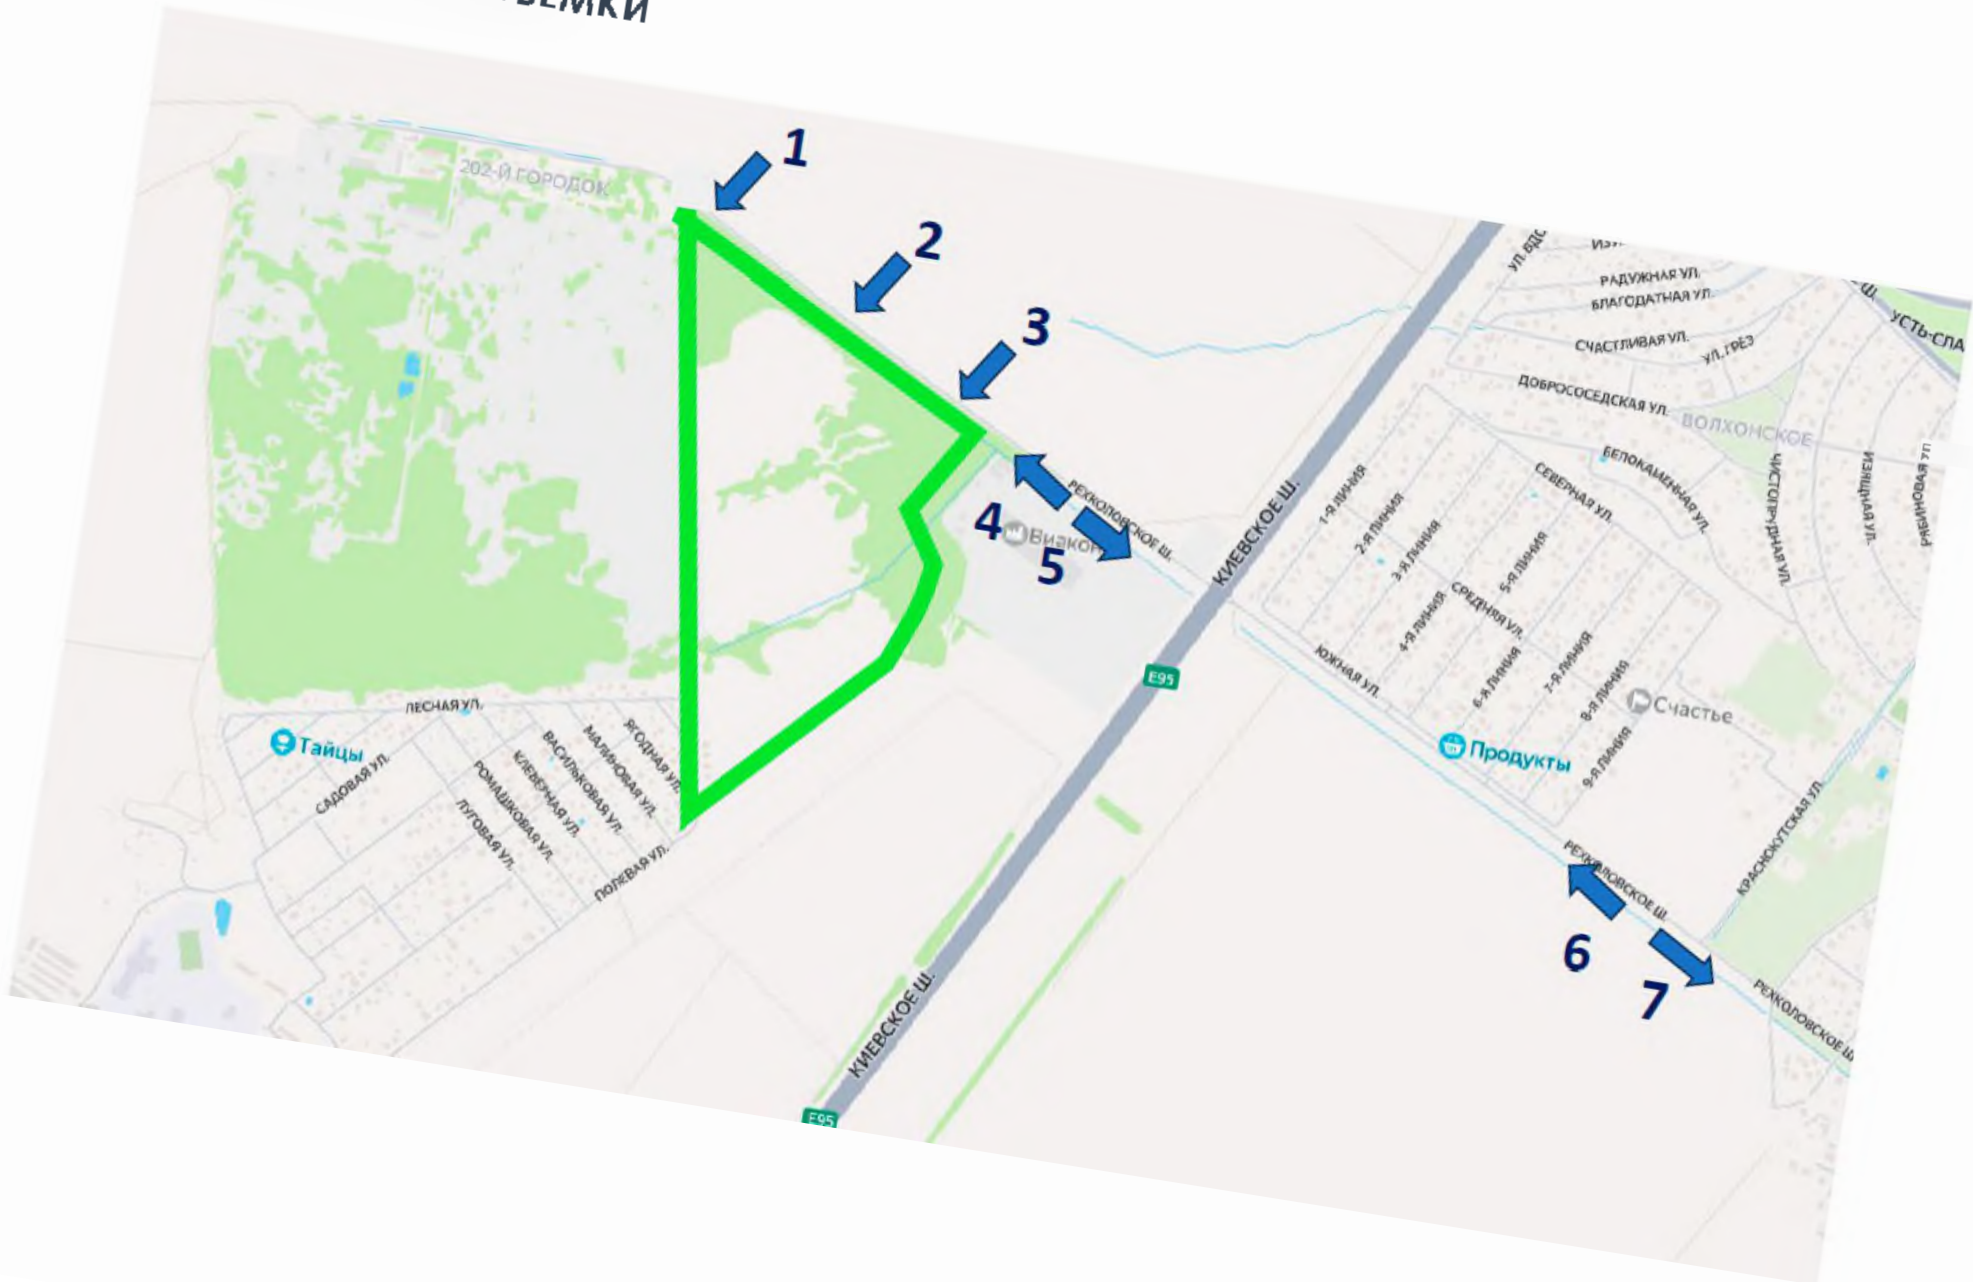 1
202-Й ГОРОДОК
2
3
РАДУЖНАЯ УЛ.
БЛАГОДАТНАЯ УЛ.
СЧАСТЛИВАЯ УЛ.
УЛ. ГРЁЗ
УСТЬ-СЛА
ДОБРОСОСЕДСКАЯ УЛ.
ВОЛХОНСКОЕ
БЕЛОКАМЕННАЯ УЛ.
ЧИСТОПРУДНАЯ УЛ.
ИЗЯЩНАЯ УЛ.
РЯБИНОВАЯ УЛ
СЕВЕРНАЯ УЛ.
1-Я ЛИНИЯ
2-Я ЛИНИЯ
3-Я ЛИНИЯ
4-Я ЛИНИЯ
5-Я ЛИНИЯ
СРЕДНЯЯ УЛ.
6-Я ЛИНИЯ
7-Я ЛИНИЯ
8-Я ЛИНИЯ
9-Я ЛИНИЯ
РЕХКОЛОВСКОЕ Ш.
4
Виакон
5
КИЕВСКОЕ Ш.
E95
ЮЖНАЯ УЛ.
Счастье
Продукты
ЛЕСНАЯ УЛ.
Тайцы
САДОВАЯ УЛ.
ЯГОДНАЯ УЛ.
МАЛИНОВАЯ УЛ.
ВАСИЛЬКОВАЯ УЛ.
КЛЕВЕРНАЯ УЛ.
РОМАШКОВАЯ УЛ.
ЛУГОВАЯ УЛ.
ПОЛЕВАЯ УЛ.
КРАСНОКУТСКАЯ УЛ.
РЕХКОЛОВСКОЕ Ш.
6
7
РЕХКОЛОВСКОЕ Ш.
КИЕВСКОЕ Ш.
E95